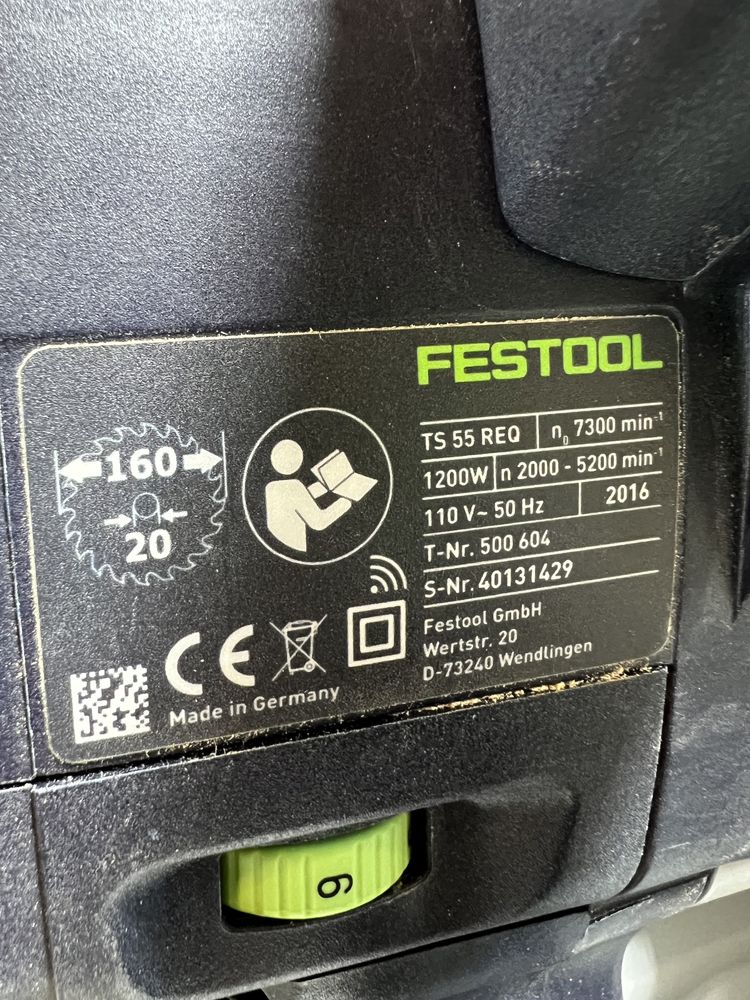 FESTOOL
160
20
TS 55 REQ n₀ 7300 min⁻¹
1200W n 2000 - 5200 min⁻¹
110 V~ 50 Hz 2016
T-Nr. 500 604
S-Nr. 40131429
Festool GmbH
Wertstr. 20
D-73240 Wendlingen
CE
Made in Germany
6